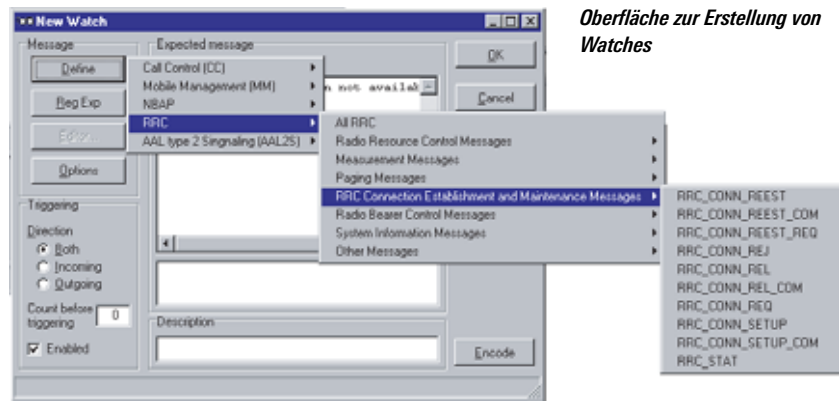 New Watch
Oberfläche zur Erstellung von
Watches
Message
Define
Reg Exp
Editor...
Options
Expected message
n not availab
OK
Cancel
Call Control (CC)
Mobile Management (MM)
NBAP
RRC
AAL type 2 Singnaling (AAL2S)
All RRC
Radio Resource Control Messages
Measurement Messages
Paging Messages
RRC Connection Establishment and Maintenance Messages
Radio Bearer Control Messages
System Information Messages
Other Messages
RRC_CONN_REEST
RRC_CONN_REEST_COM
RRC_CONN_REEST_REQ
RRC_CONN_REJ
RRC_CONN_REL
RRC_CONN_REL_COM
RRC_CONN_REQ
RRC_CONN_SETUP
RRC_CONN_SETUP_COM
RRC_STAT
Triggering
Direction
Both
Incoming
Outgoing
Count before
triggering
0
Enabled
Description
Encode